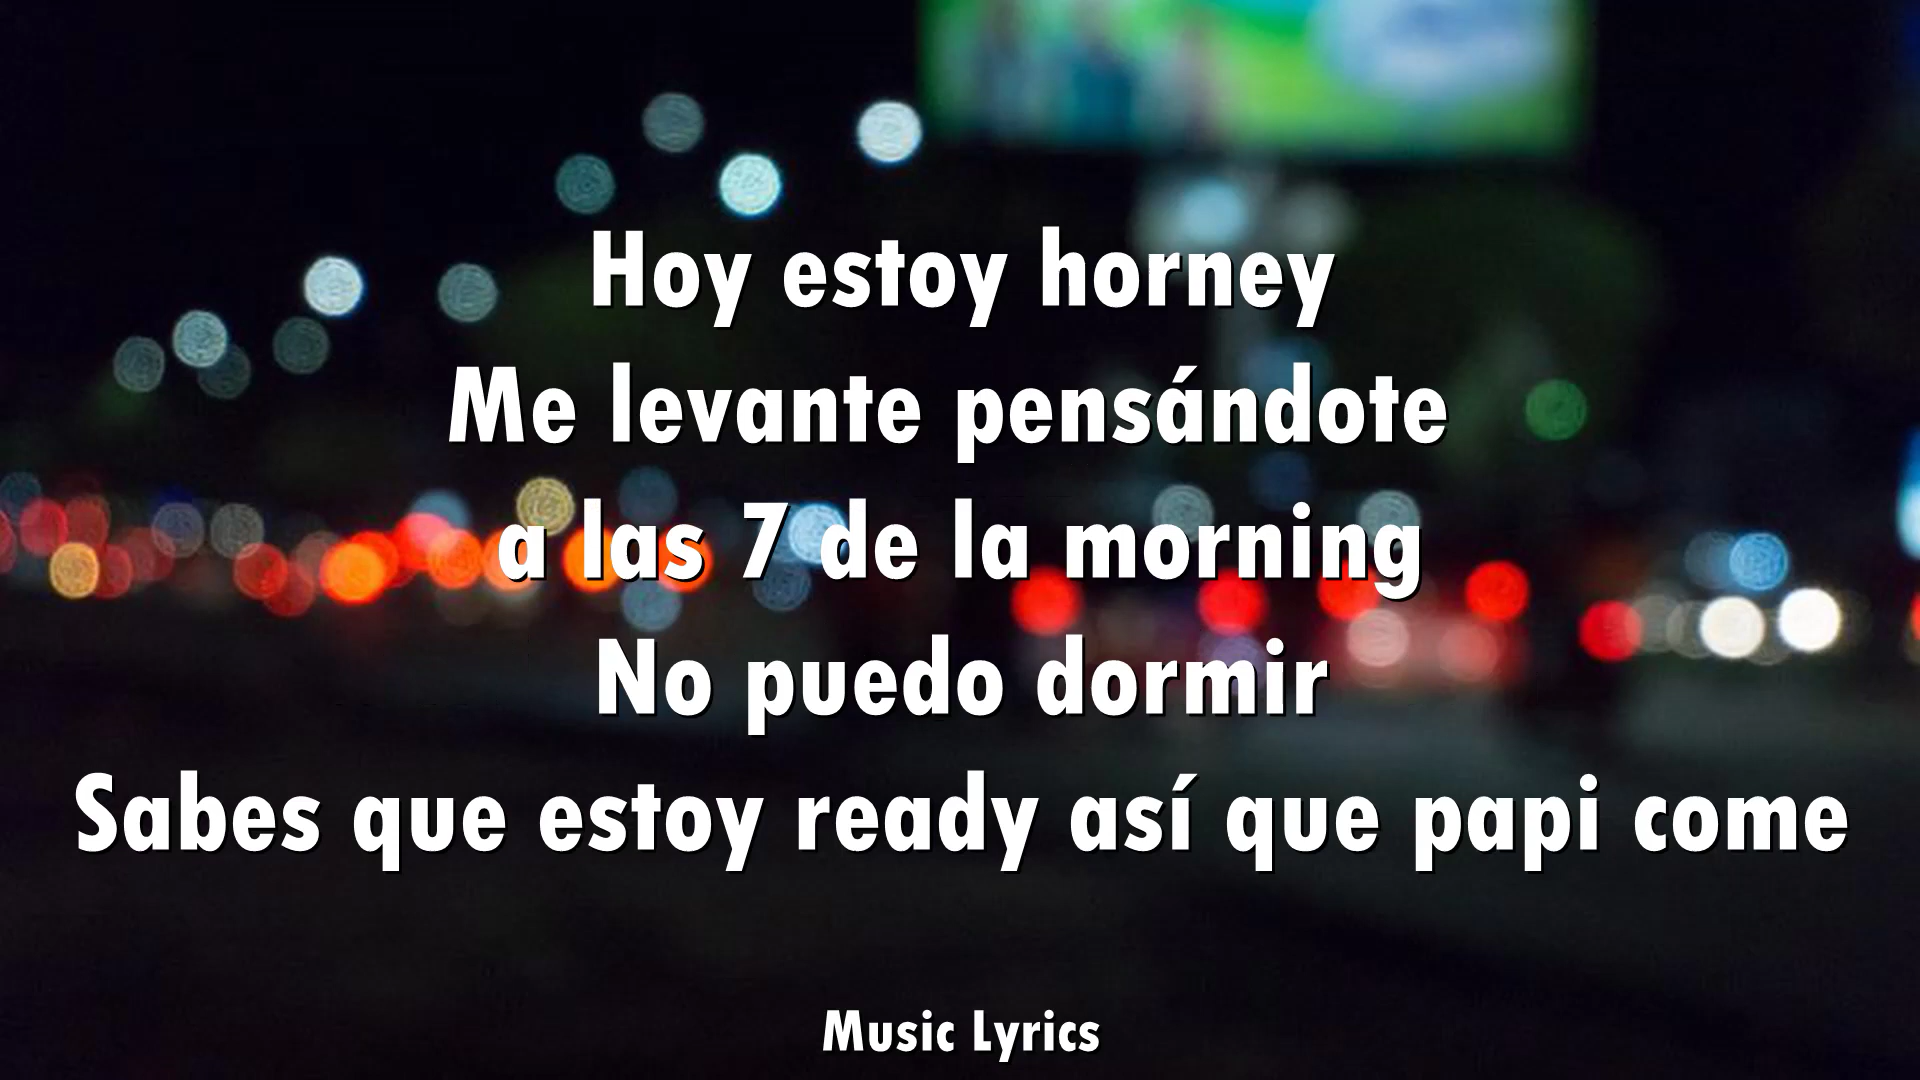 Hoy estoy horney
Me levante pensándote
a las 7 de la morning
No puedo dormir
Sabes que estoy ready así que papi come
Music Lyrics